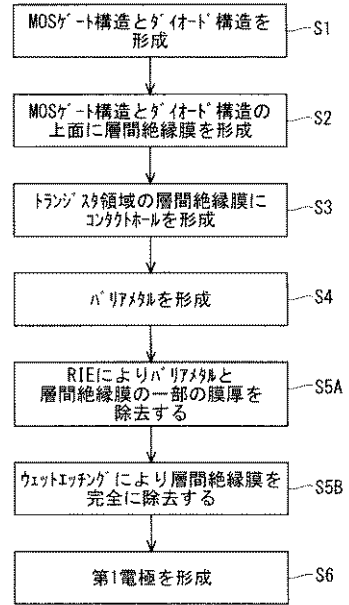 MOSｹﾞｰﾄ構造とﾀﾞｲｵｰﾄﾞ構造を
形成
S1
MOSｹﾞｰﾄ構造とﾀﾞｲｵｰﾄﾞ構造の
上面に層間絶縁膜を形成
S2
ﾄﾗﾝｼﾞｽﾀ領域の層間絶縁膜に
ｺﾝﾀｸﾄﾎｰﾙを形成
S3
ﾊﾞﾘｱﾒﾀﾙを形成
S4
RIEによりﾊﾞﾘｱﾒﾀﾙと
層間絶縁膜の一部の膜厚を
除去する
S5A
ｳｪｯﾄｴｯﾁﾝｸﾞにより層間絶縁膜を
完全に除去する
S5B
第1電極を形成
S6